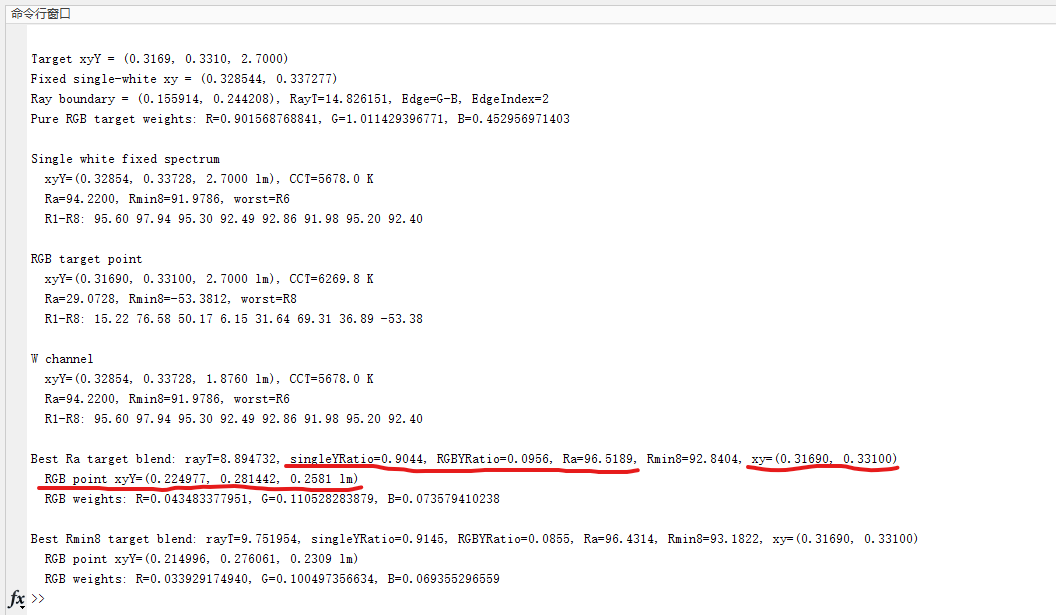 命令行窗口
Target xyY = (0.3169, 0.3310, 2.7000)
Fixed single-white xy = (0.328544, 0.337277)
Ray boundary = (0.155914, 0.244208), RayT=14.826151, Edge=G-B, EdgeIndex=2
Pure RGB target weights: R=0.901568768841, G=1.011429396771, B=0.452956971403
Single white fixed spectrum
xyY=(0.32854, 0.33728, 2.7000 lm), CCT=5678.0 K
Ra=94.2200, Rmin8=91.9786, worst=R6
R1-R8: 95.60 97.94 95.30 92.49 92.86 91.98 95.20 92.40
RGB target point
xyY=(0.31690, 0.33100, 2.7000 lm), CCT=6269.8 K
Ra=29.0728, Rmin8=-53.3812, worst=R8
R1-R8: 15.22 76.58 50.17 6.15 31.64 69.31 36.89 -53.38
W channel
xyY=(0.32854, 0.33728, 1.8760 lm), CCT=5678.0 K
Ra=94.2200, Rmin8=91.9786, worst=R6
R1-R8: 95.60 97.94 95.30 92.49 92.86 91.98 95.20 92.40
Best Ra target blend: rayT=8.894732, singleYRatio=0.9044, RGBYRatio=0.0956, Ra=96.5189, Rmin8=92.8404, xy=(0.31690, 0.33100)
RGB point xyY=(0.224977, 0.281442, 0.2581 lm)
RGB weights: R=0.043483377951, G=0.110528283879, B=0.073579410238
Best Rmin8 target blend: rayT=9.751954, singleYRatio=0.9145, RGBYRatio=0.0855, Ra=96.4314, Rmin8=93.1822, xy=(0.31690, 0.33100)
RGB point xyY=(0.214996, 0.276061, 0.2309 lm)
RGB weights: R=0.033929174940, G=0.100497356634, B=0.069355296559
fx >>